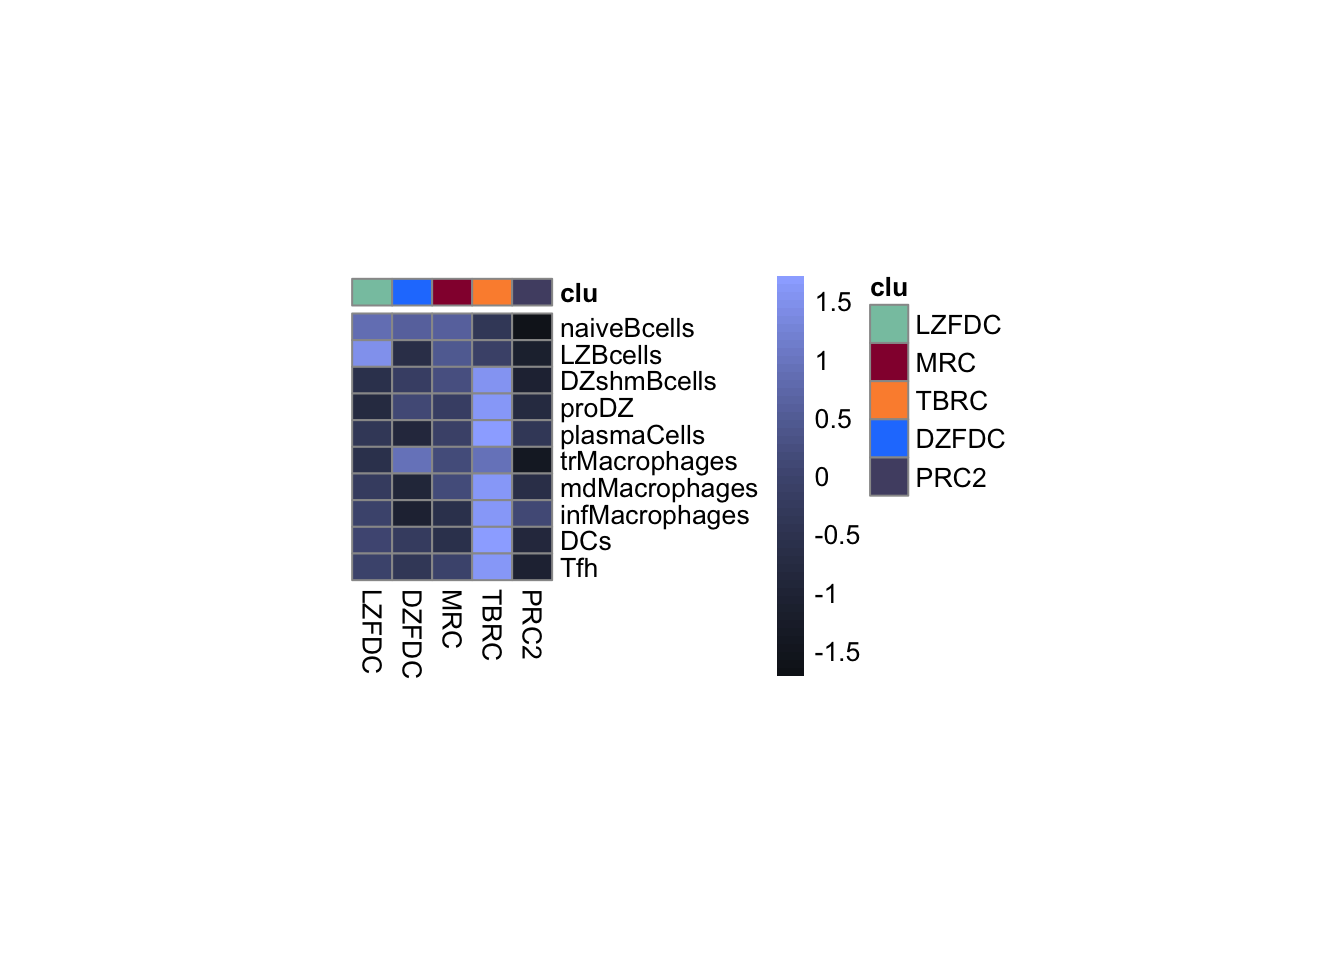 clu
naiveBcells
LZBcells
DZshmBcells
proDZ
plasmaCells
trMacrophages
mdMacrophages
infMacrophages
DCs
Tfh
LZFDC
DZFDC
MRC
TBRC
PRC2
1.5
1
0.5
0
-0.5
-1
-1.5
clu
LZFDC
MRC
TBRC
DZFDC
PRC2